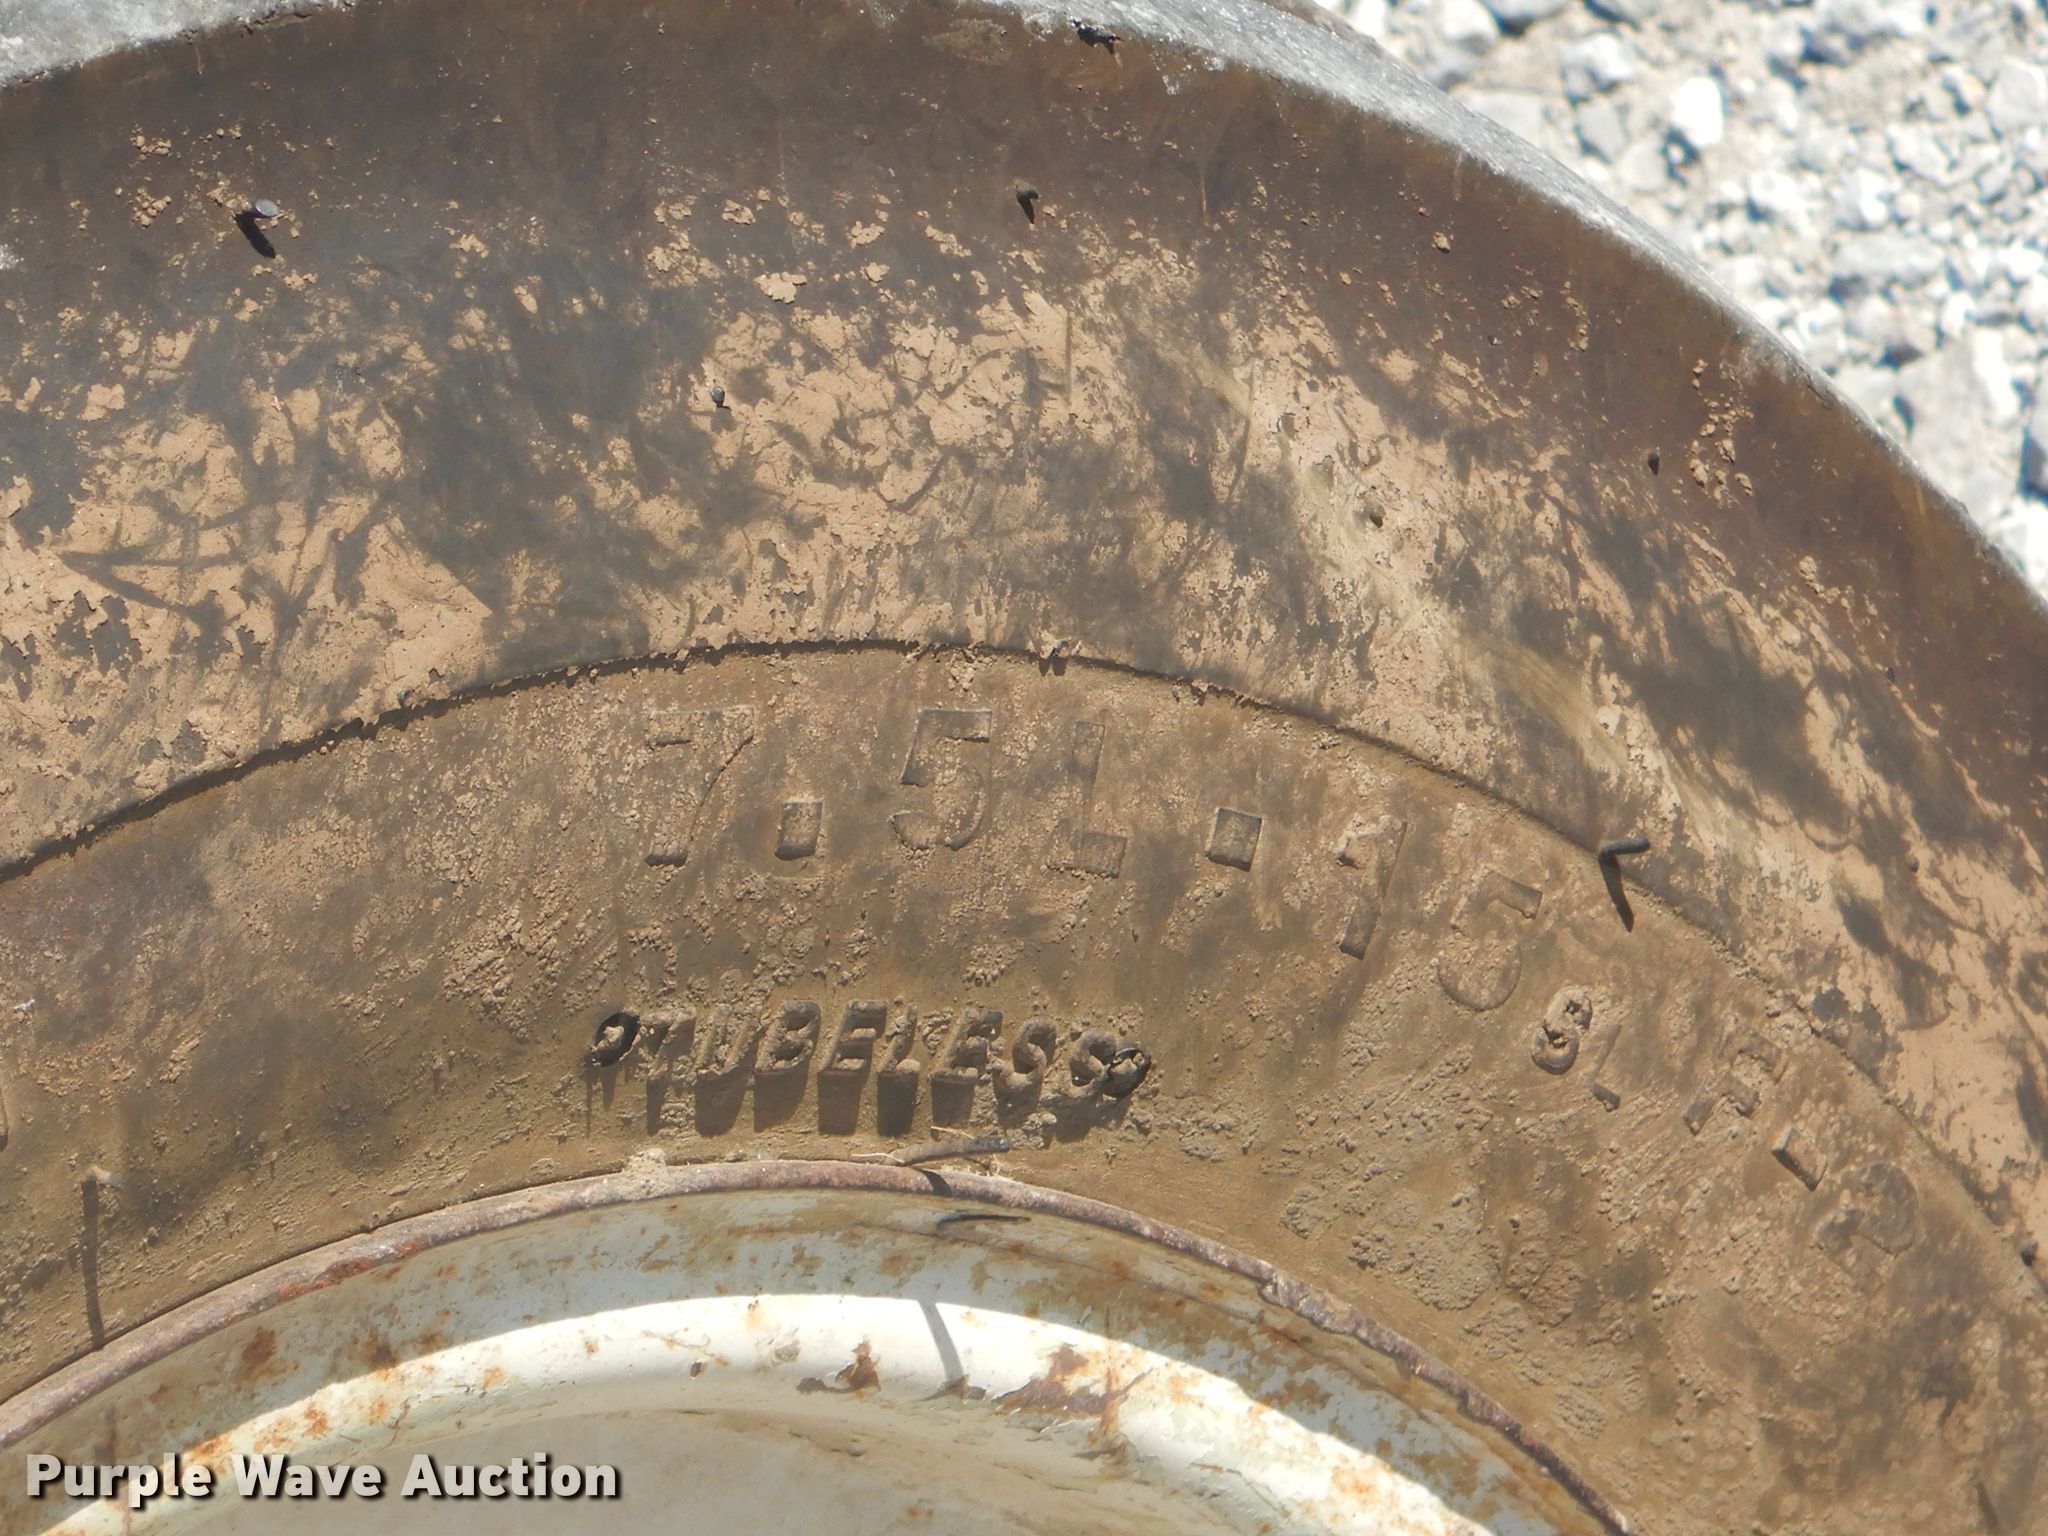 7.5L.15 SL
TUBELESS
Purple Wave Auction